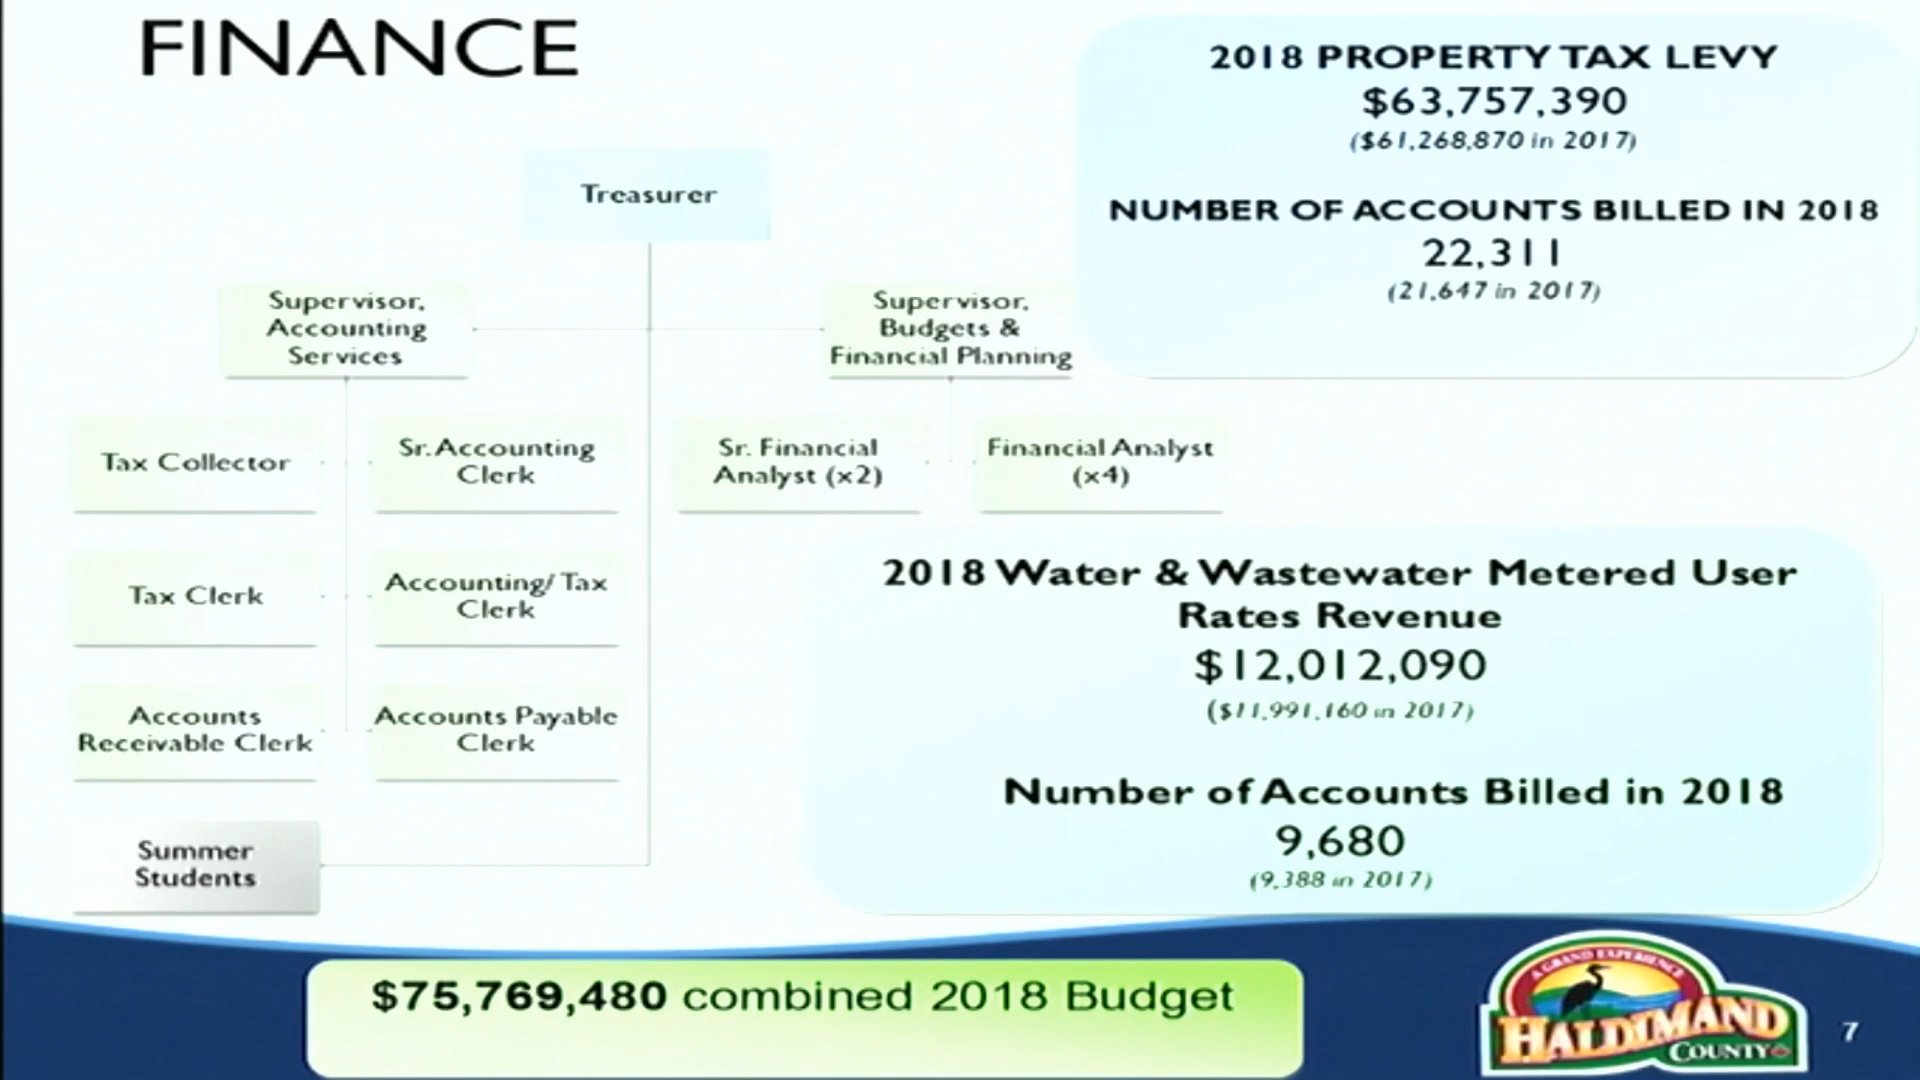 FINANCE
2018 PROPERTY TAX LEVY
$63,757,390
($61,268,870 in 2017)
NUMBER OF ACCOUNTS BILLED IN 2018
22,311
(21,647 in 2017)
Treasurer
Supervisor,
Accounting
Services
Supervisor,
Budgets &
Financial Planning
Tax Collector
Sr. Accounting
Clerk
Sr. Financial
Analyst (x2)
Financial Analyst
(x4)
Tax Clerk
Accounting/ Tax
Clerk
Accounts
Receivable Clerk
Accounts Payable
Clerk
Summer
Students
2018 Water & Wastewater Metered User
Rates Revenue
$12,012,090
($11,991,160 in 2017)
Number of Accounts Billed in 2018
9,680
(9,388 in 2017)
$75,769,480 combined 2018 Budget
A GRAND EXPERIENCE
HALDIMAND
COUNTY
7